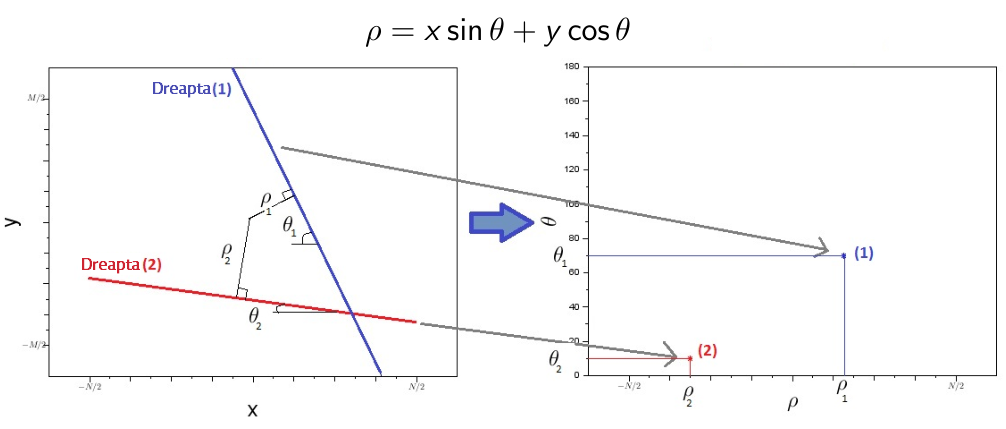 ρ = x sin θ + y cos θ
Dreapta(1)
M/2
y
ρ1
θ1
ρ2
Dreapta(2)
θ2
−M/2
−N/2
N/2
x
180
160
140
120
100
80
60
40
20
0
θ
θ1
(1)
θ2
(2)
−N/2
ρ2
ρ
ρ1
N/2